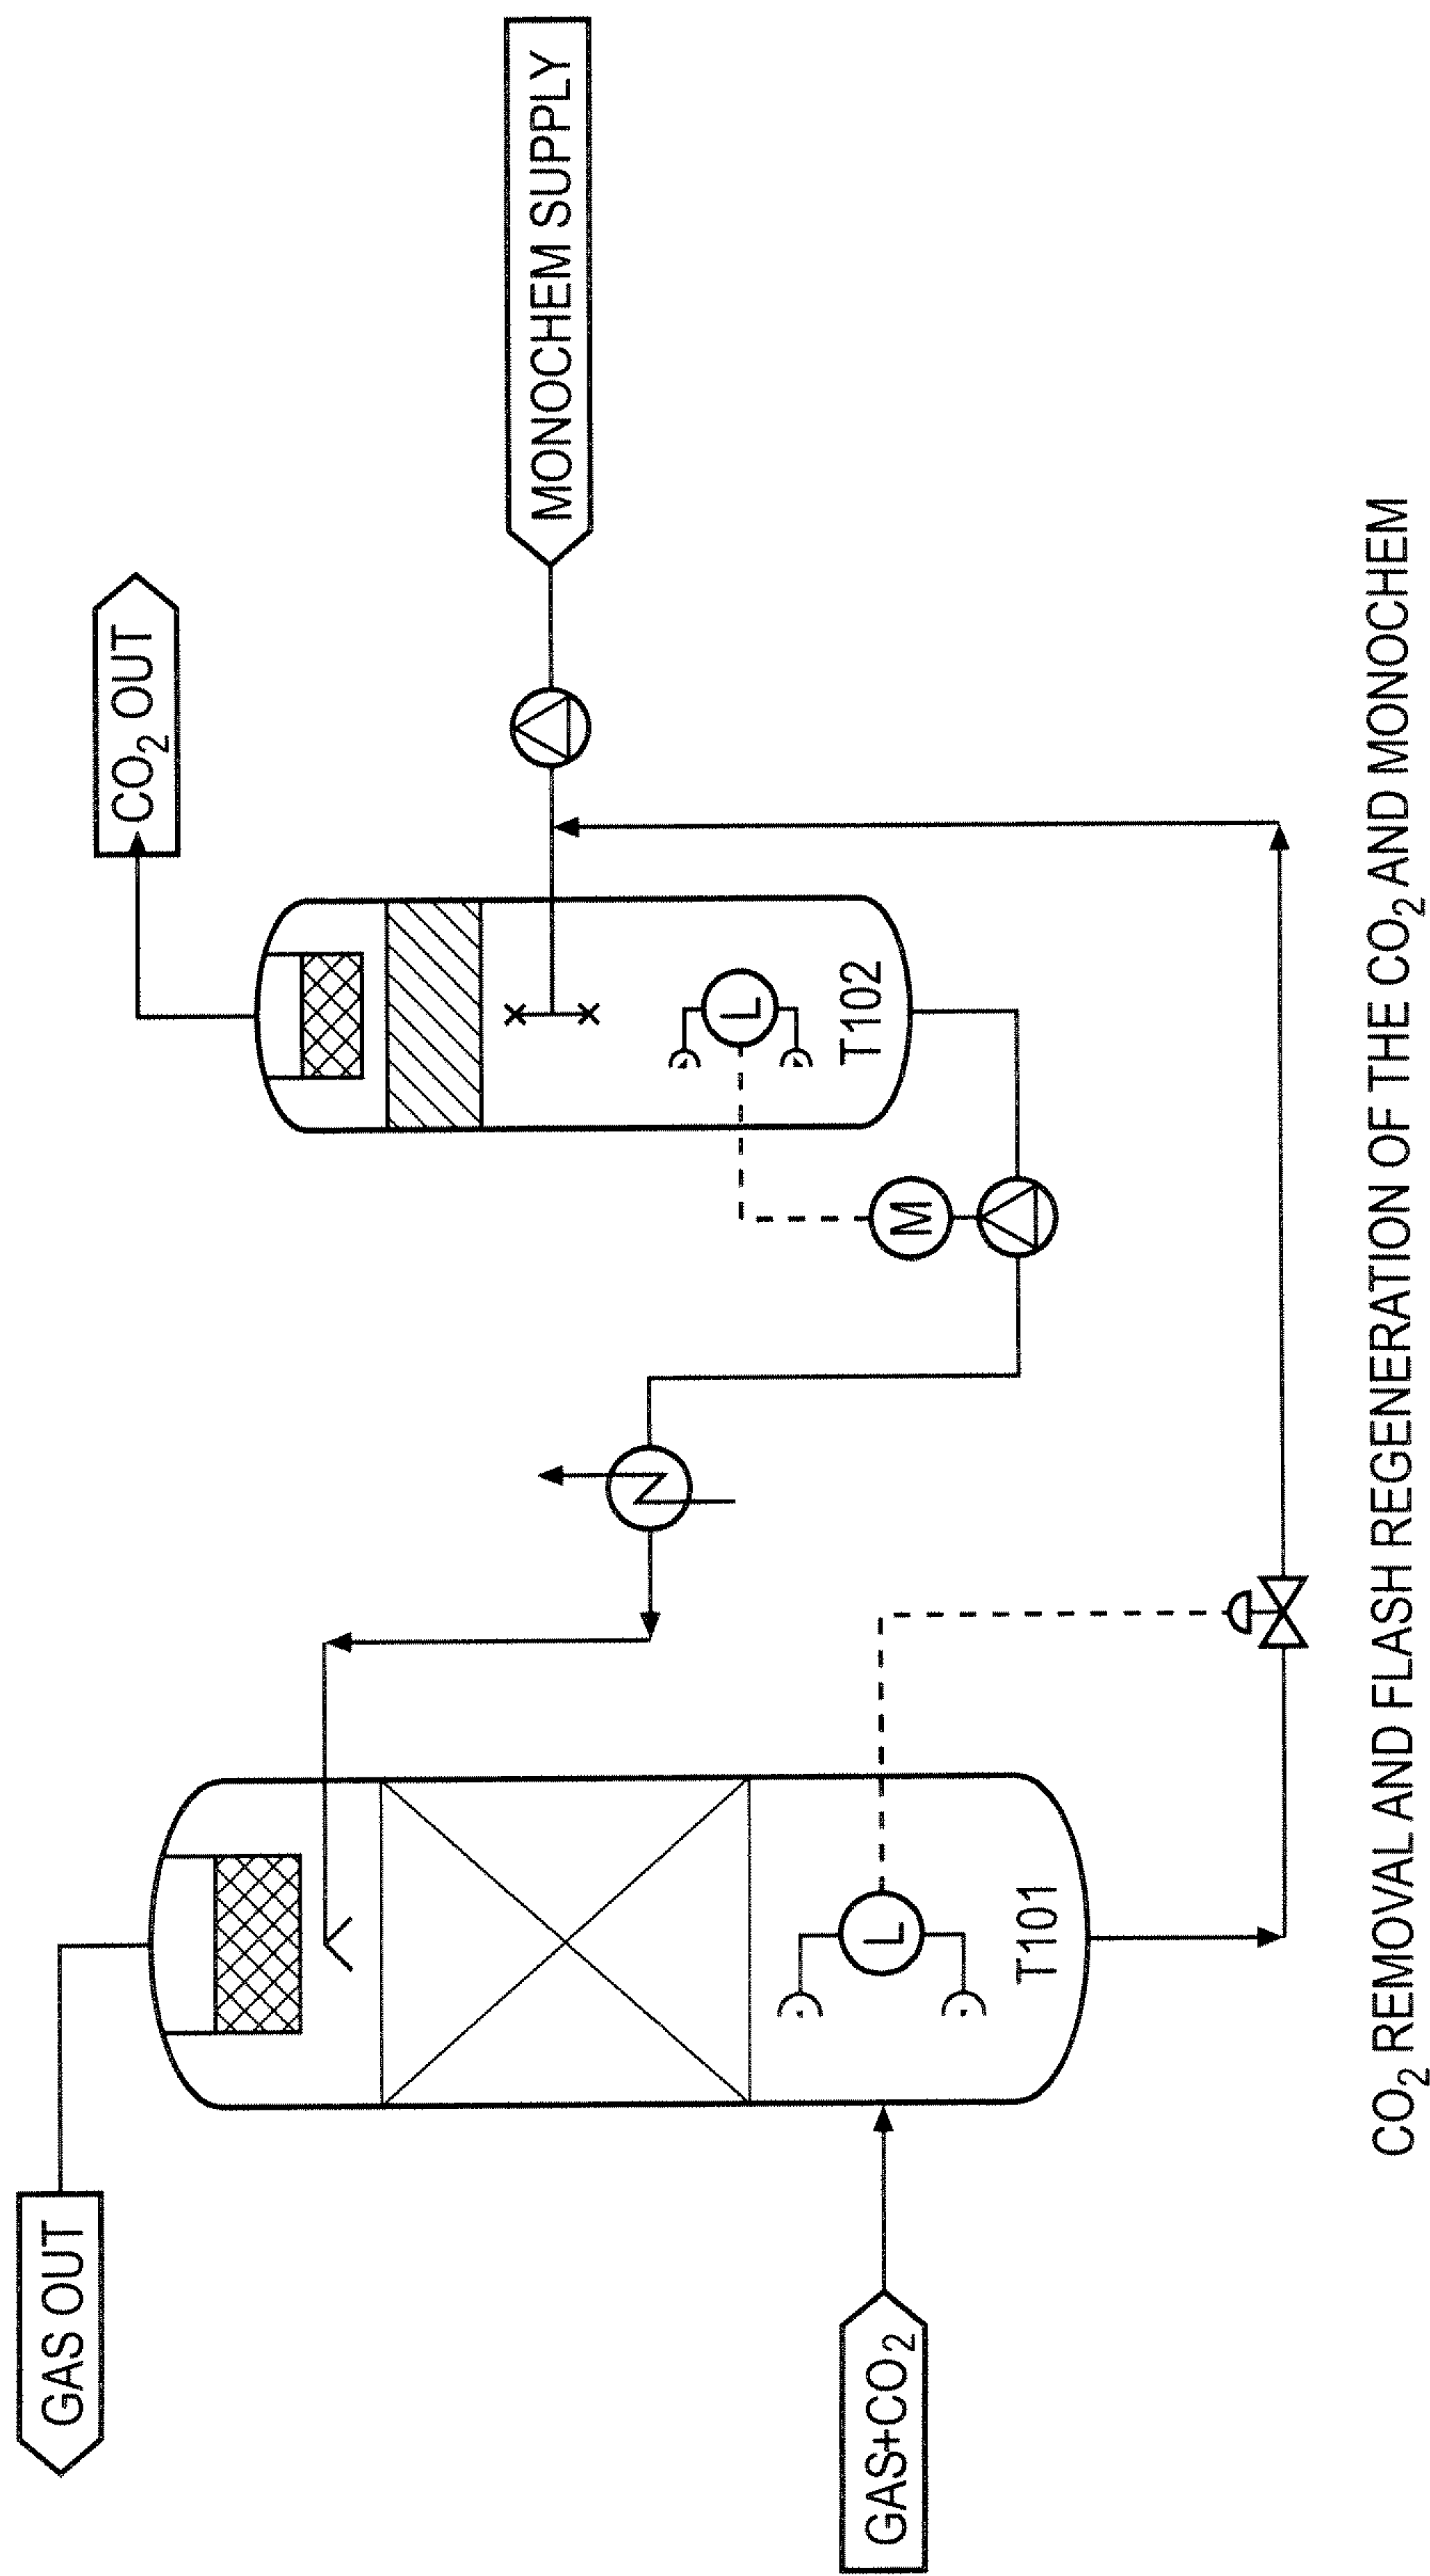 GAS OUT
CO₂ OUT
MONOCHEM SUPPLY
L
M
L
T102
T101
GAS+CO₂
CO₂ REMOVAL AND FLASH REGENERATION OF THE CO₂ AND MONOCHEM